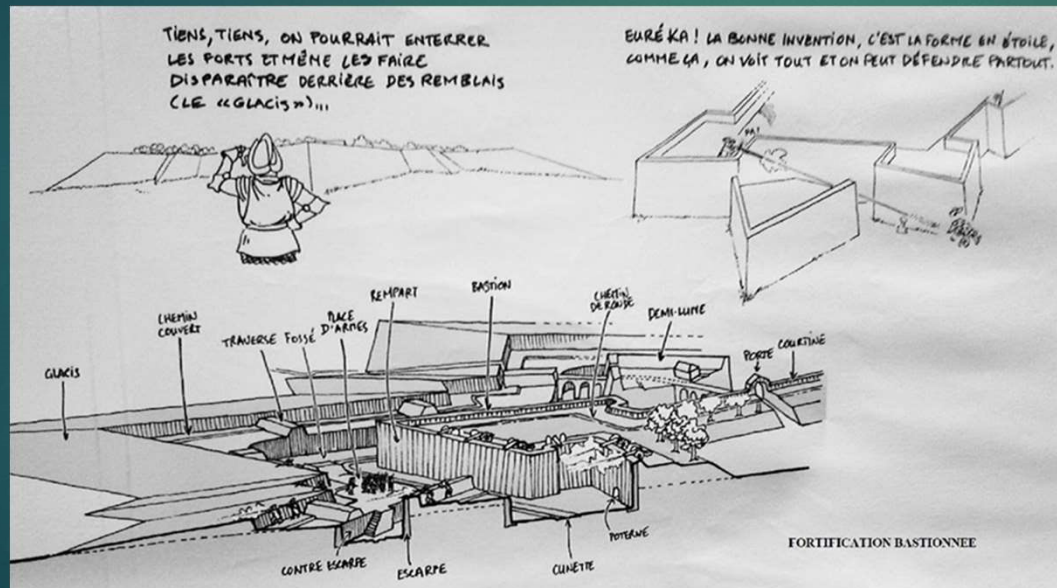 TIENS, TIENS, ON POURRAIT ENTERRER
LES FORTS ET MÊME LES FAIRE
DISPARAÎTRE DERRIÈRE DES REMBLAIS
(LE «GLACIS»)...
EURÉKA! LA BONNE INVENTION, C'EST LA FORME EN ÉTOILE,
COMME ÇA, ON VOIT TOUT ET ON PEUT DÉFENDRE PARTOUT.
GLACIS
CHEMIN
COUVERT
TRAVERSE
FOSSÉ
PLACE
D'ARMES
REMPART
BASTION
CHEMIN
DE RONDE
DEMI-LUNE
PORTE
COURTINE
CONTRE ESCARPE
ESCARPE
CUNETTE
POTERNE
FORTIFICATION BASTIONNEE